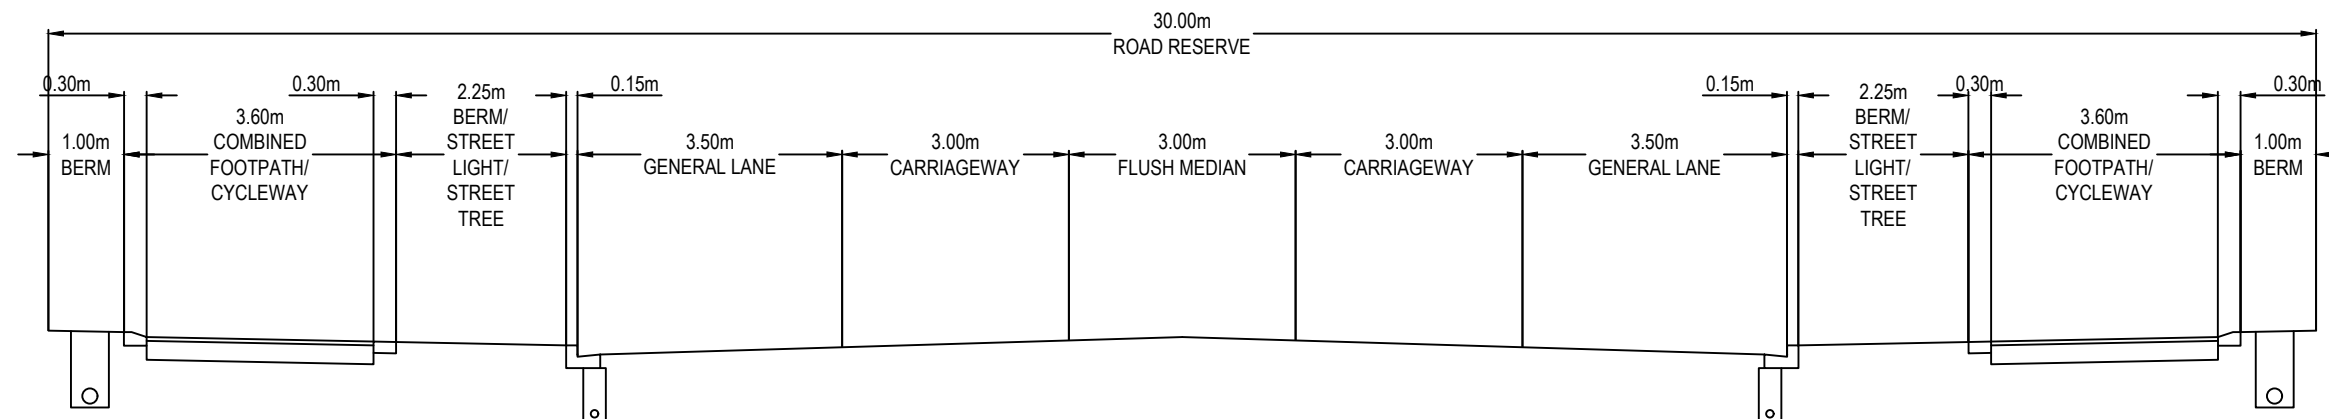 30.00m
ROAD RESERVE
0.30m
0.30m
0.15m
0.15m
0.30m
0.30m
1.00m
BERM
3.60m
COMBINED
FOOTPATH/
CYCLEWAY
2.25m
BERM/
STREET
LIGHT/
STREET
TREE
3.50m
GENERAL LANE
3.00m
CARRIAGEWAY
3.00m
FLUSH MEDIAN
3.00m
CARRIAGEWAY
3.50m
GENERAL LANE
2.25m
BERM/
STREET
LIGHT/
STREET
TREE
3.60m
COMBINED
FOOTPATH/
CYCLEWAY
1.00m
BERM